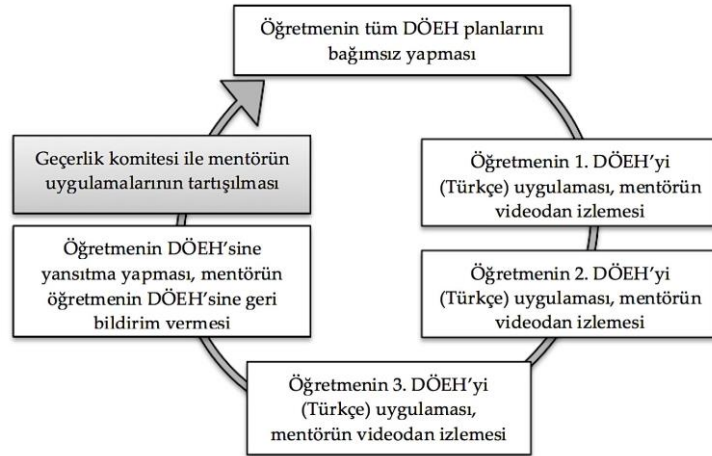 Öğretmenin tüm DÖEH planlarını
bağımsız yapması
Öğretmenin 1. DÖEH'yi
(Türkçe) uygulaması, mentörün
videodan izlemesi
Öğretmenin 2. DÖEH'yi
(Türkçe) uygulaması, mentörün
videodan izlemesi
Öğretmenin 3. DÖEH'yi
(Türkçe) uygulaması,
mentörün videodan izlemesi
Öğretmenin DÖEH'sine
yansıtma yapması, mentörün
öğretmenin DÖEH'sine geri
bildirim vermesi
Geçerlik komitesi ile mentörün
uygulamalarının tartışılması